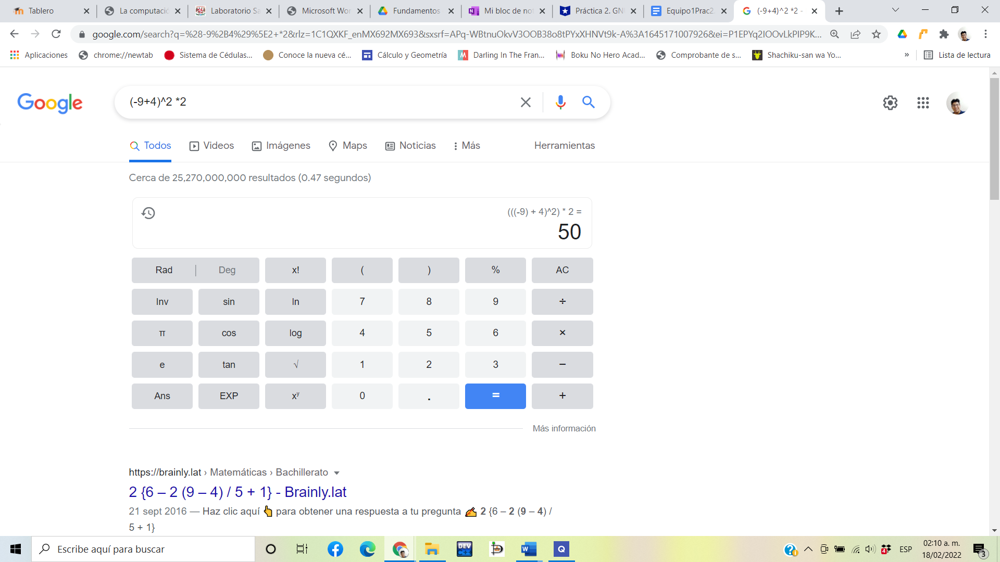 Tablero
La computació
Laboratorio Sa
Microsoft Wor
Fundamentos
Mi bloc de not
Práctica 2. GN
Equipo1Prac2
(-9+4)^2 *2 -
google.com/search?q=%28-9%2B4%29%5E2+*2&rlz=1C1QXKF_enMX692MX693&sxsrf=APq-WBtnuOkvV3OOB38o8tPYxXHNVt9k-A%3A1645171007926&ei=P1EPYq2IOOvLkPIP9K...
Aplicaciones
chrome://newtab
Sistema de Cédulas...
Conoce la nueva cé...
Cálculo y Geometría
Darling In The Fran...
Boku No Hero Acad...
Comprobante de s...
Shachiku-san wa Yo...
»
Lista de lectura
Google
(-9+4)^2 *2
Todos
Videos
Imágenes
Maps
Noticias
Más
Herramientas
Cerca de 25,270,000,000 resultados (0.47 segundos)
(((-9) + 4)^2) * 2 =
50
Rad | Deg x! ( ) % AC
Inv sin ln 7 8 9 ÷
π cos log 4 5 6 ×
e tan √ 1 2 3 −
Ans EXP xʸ 0 . = +
Más información
https://brainly.lat › Matemáticas › Bachillerato
2 {6 – 2 (9 – 4) / 5 + 1} - Brainly.lat
21 sept 2016 — Haz clic aquí 👆 para obtener una respuesta a tu pregunta ✍️ 2 {6 – 2 (9 – 4) /
5 + 1}
Escribe aquí para buscar
DEV
C++
W
Q
4
ESP
02:10 a. m.
18/02/2022
3